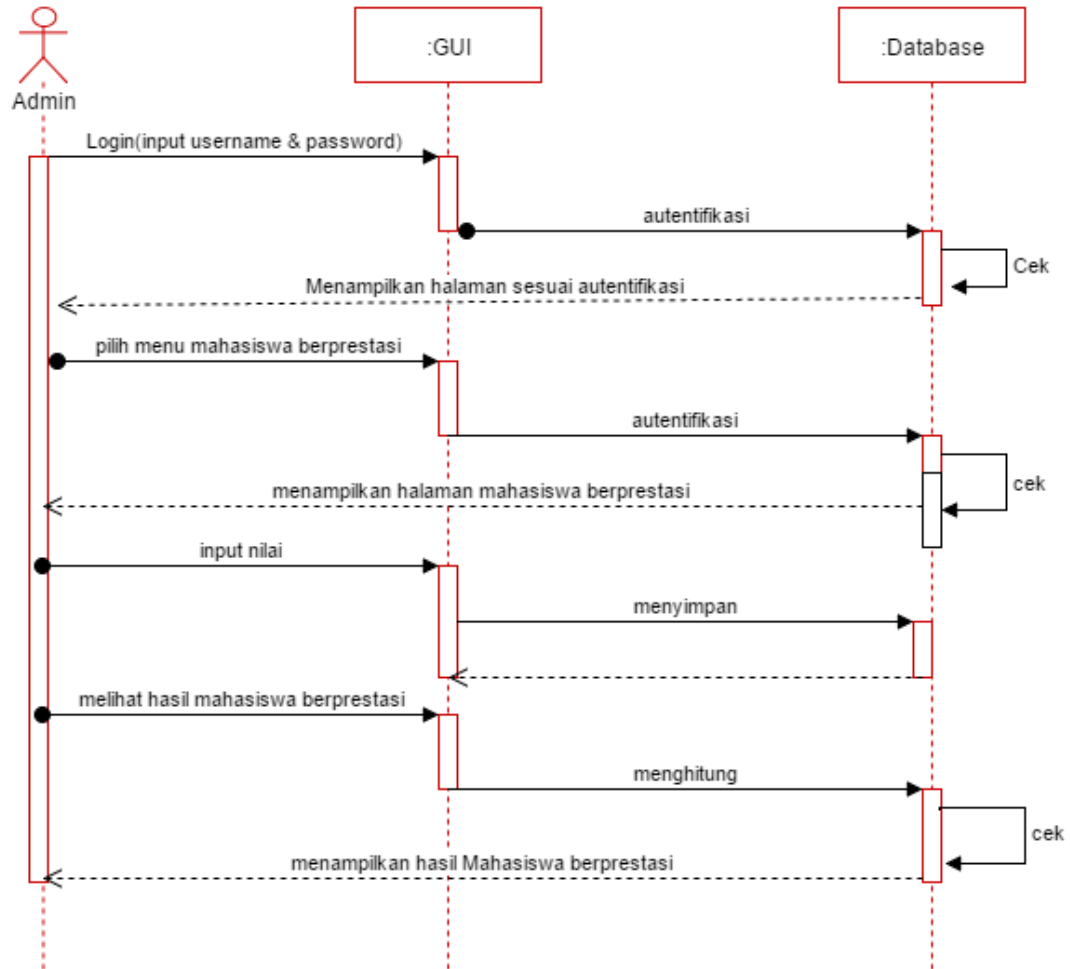 :GUI
:Database
Admin
Login(input username & password)
autentifikasi
Cek
Menampilkan halaman sesuai autentifikasi
pilih menu mahasiswa berprestasi
autentifikasi
cek
menampilkan halaman mahasiswa berprestasi
input nilai
menyimpan
melihat hasil mahasiswa berprestasi
menghitung
cek
menampilkan hasil Mahasiswa berprestasi